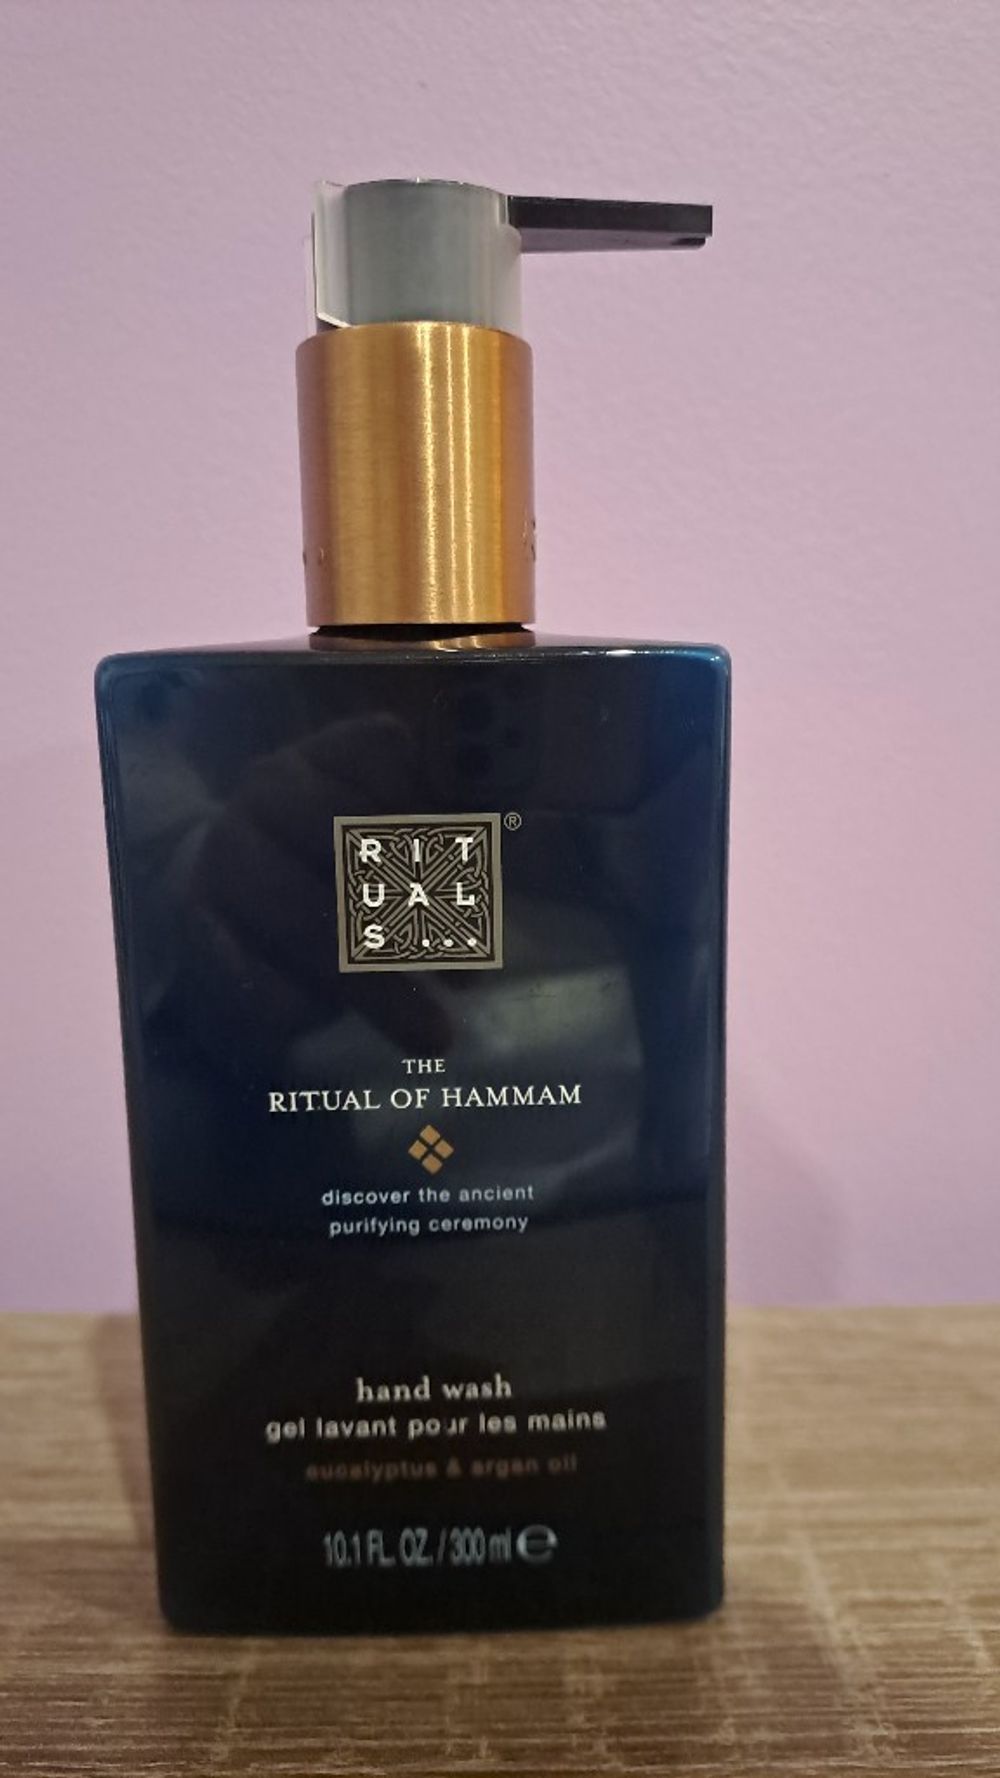 RIT
UAL
S... ®
THE
RITUAL OF HAMMAM
discover the ancient
purifying ceremony
hand wash
gel lavant pour les mains
eucalyptus & argan oil
10.1 FL. OZ. / 300 ml ℮